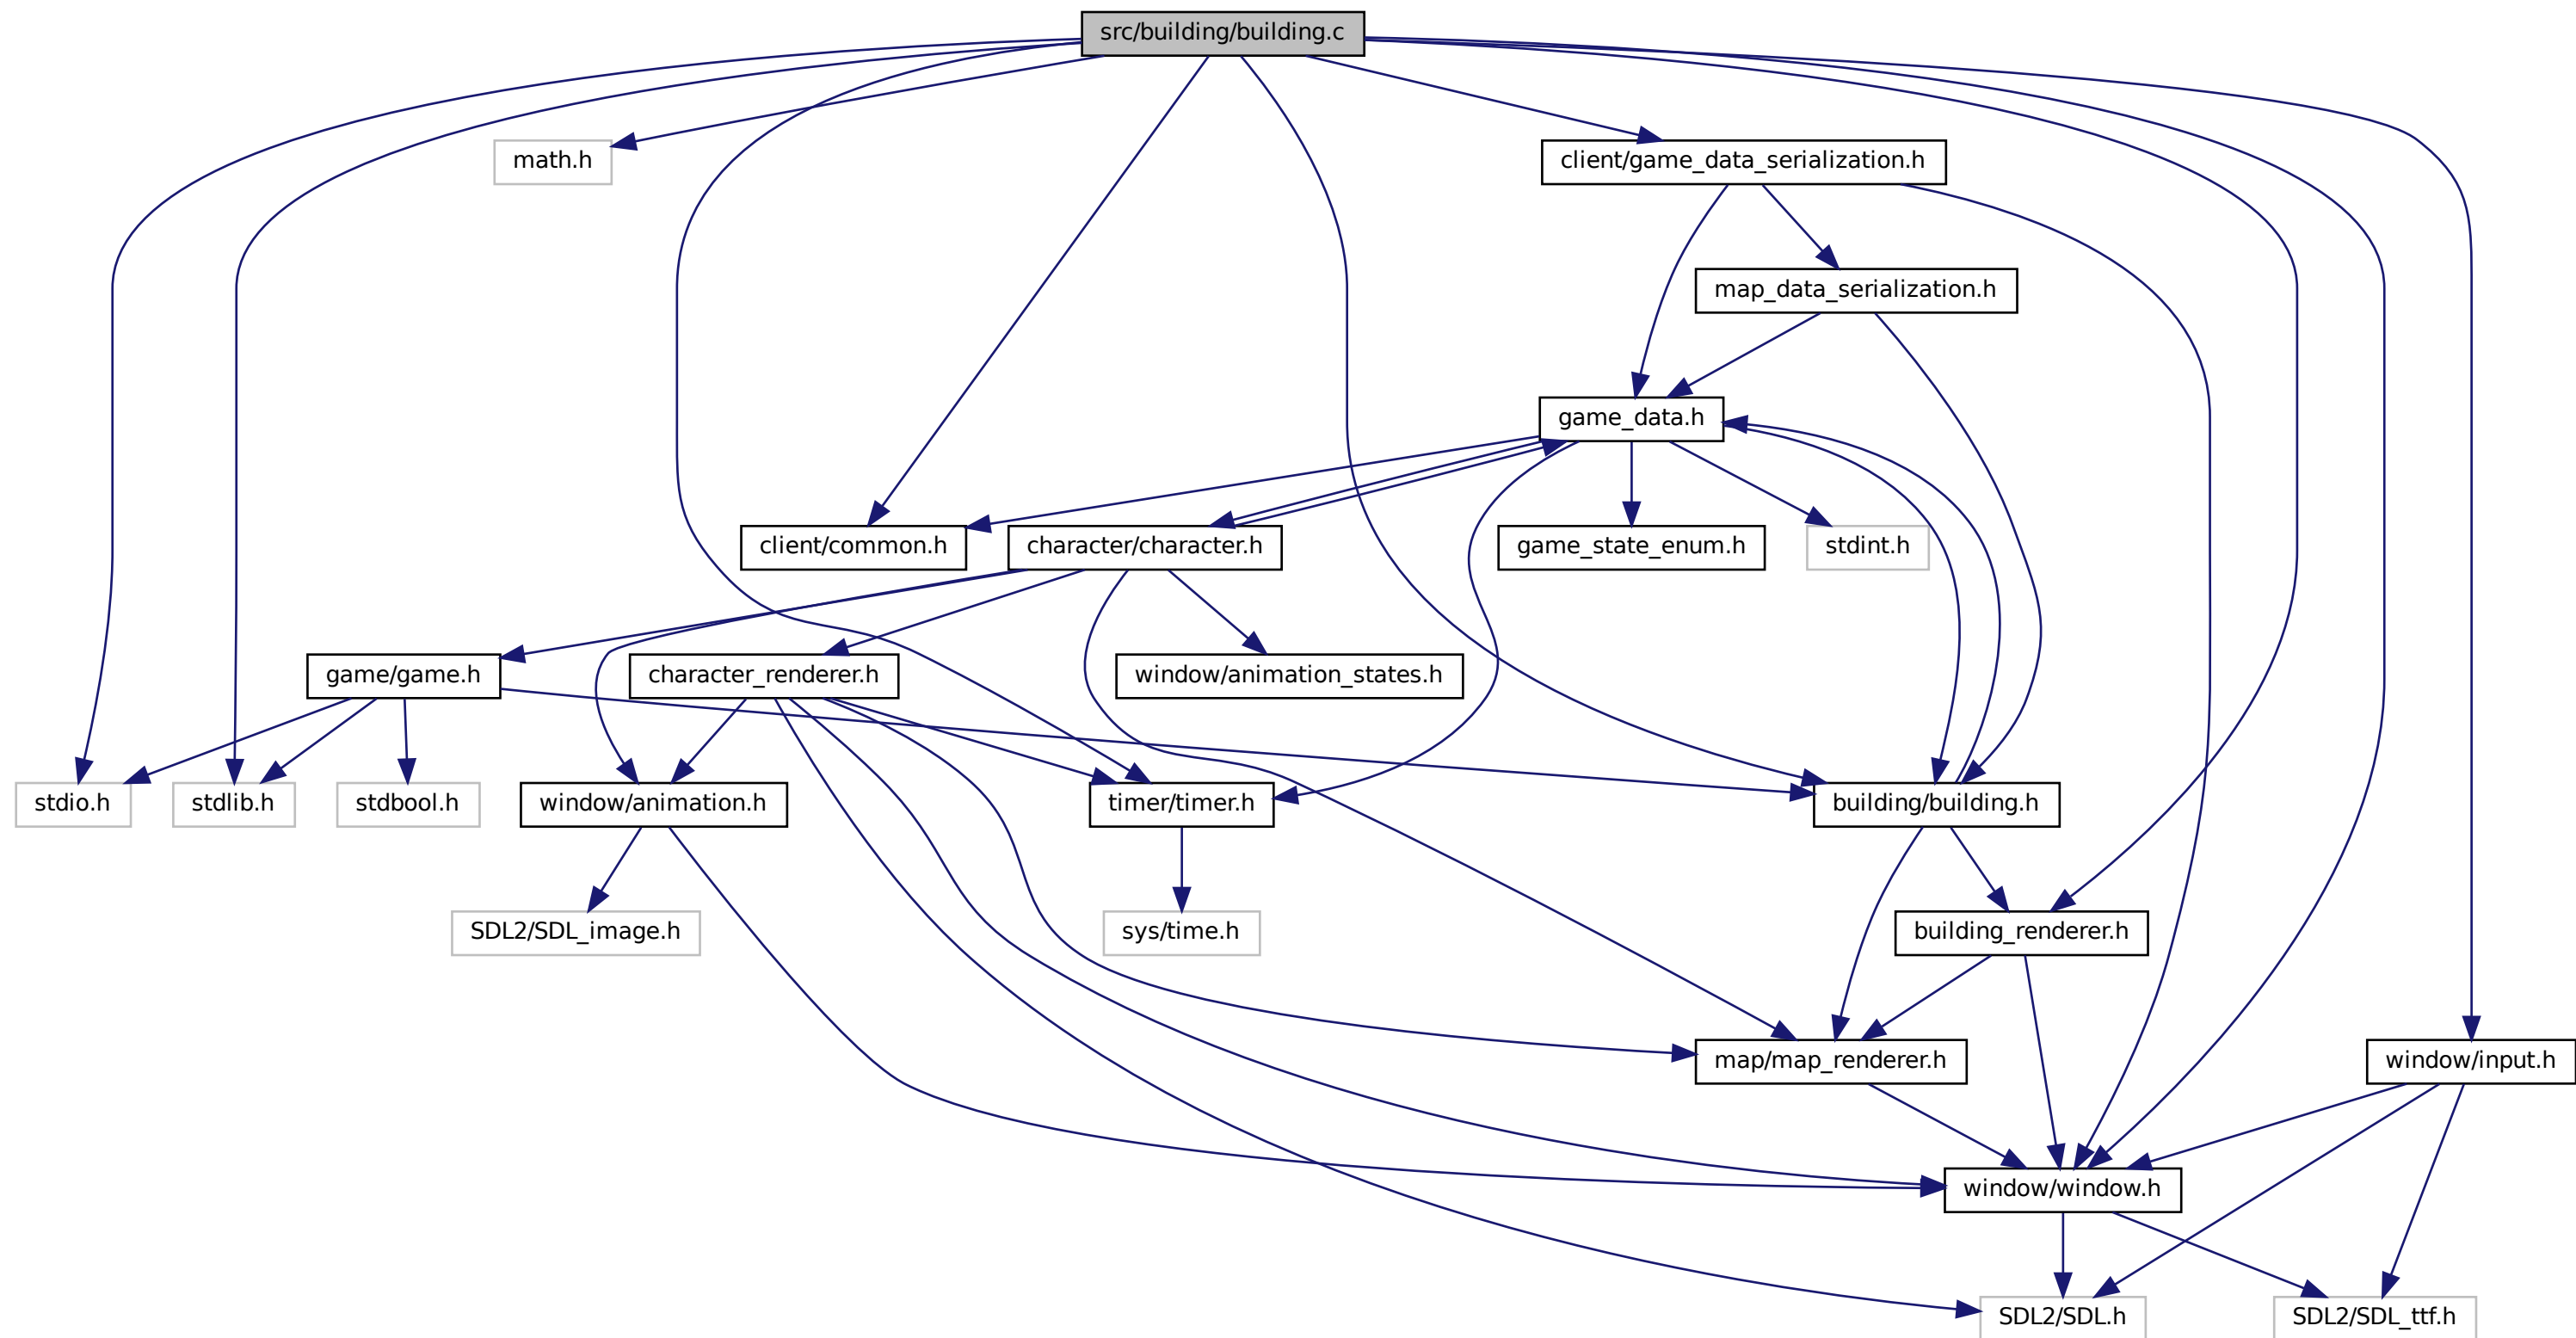 src/building/building.c
math.h
client/game_data_serialization.h
map_data_serialization.h
game_data.h
client/common.h
character/character.h
game_state_enum.h
stdint.h
game/game.h
character_renderer.h
window/animation_states.h
stdio.h
stdlib.h
stdbool.h
window/animation.h
timer/timer.h
building/building.h
SDL2/SDL_image.h
sys/time.h
building_renderer.h
map/map_renderer.h
window/input.h
window/window.h
SDL2/SDL.h
SDL2/SDL_ttf.h